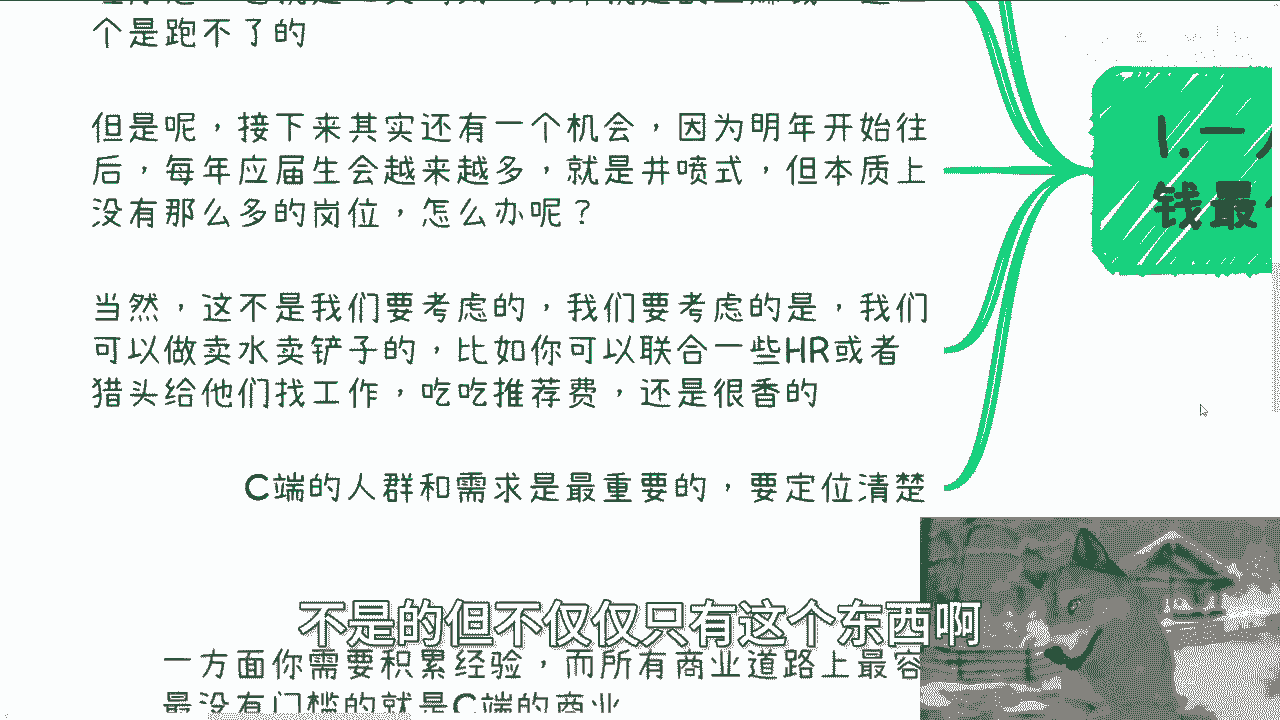 个是跑不了的
但是呢，接下来其实还有一个机会，因为明年开始往
后，每年应届生会越来越多，就是井喷式，但本质上
没有那么多的岗位，怎么办呢？
当然，这不是我们要考虑的，我们要考虑的是，我们
可以做卖水卖铲子的，比如你可以联合一些HR或者
猎头给他们找工作，吃吃推荐费，还是很香的
C端的人群和需求是最重要的，要定位清楚
1.一
钱最
不是的但不仅仅只有这个东西啊
一方面你需要积累经验，而所有商业道路上最容
最没有门槛的就是C端的商业